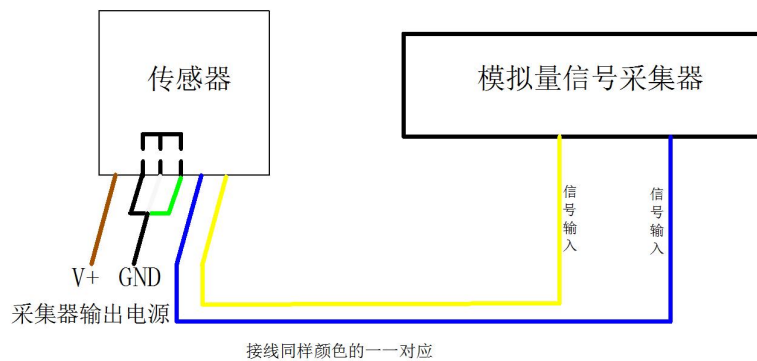 传感器
模拟量信号采集器
信号输入
信号输入
V+ GND
采集器输出电源
接线同样颜色的一一对应